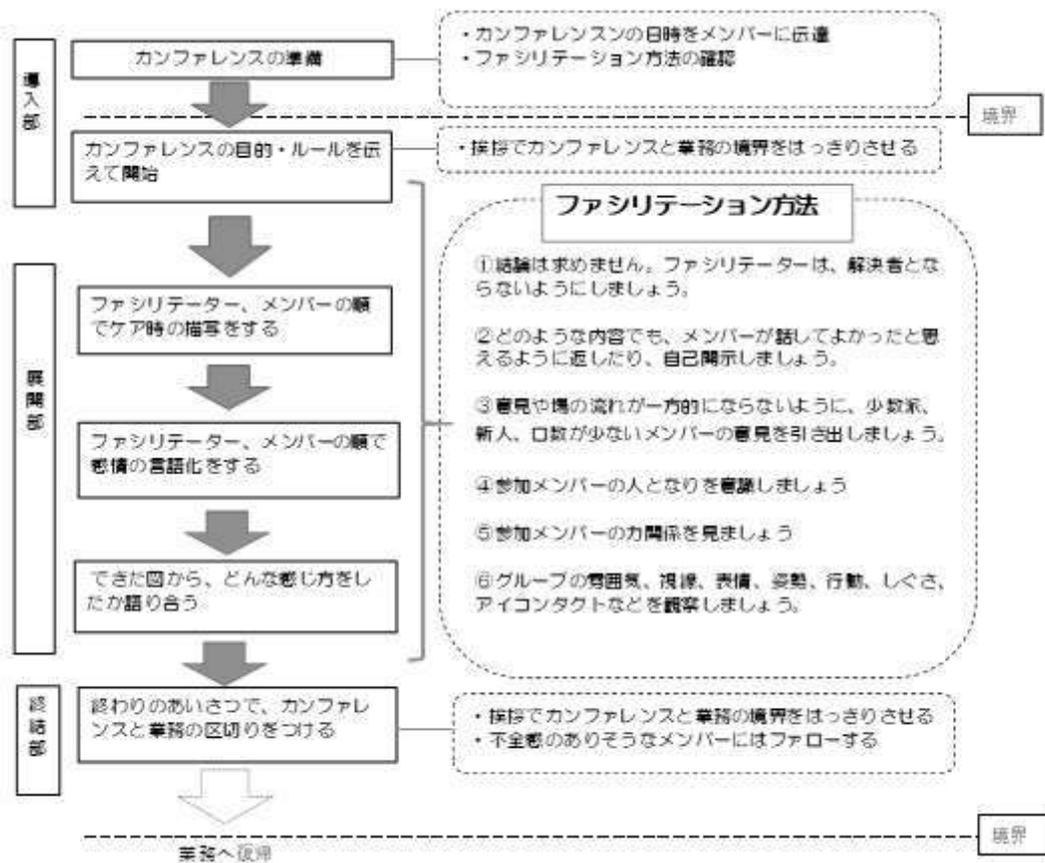 導入部
カンファレンスの準備
・カンファレンスンの日時をメンバーに伝達
・ファシリテーション方法の確認
境界
カンファレンスの目的・ルールを伝
えて開始
・挨拶でカンファレンスと業務の境界をはっきりさせる
ファシリテーション方法
①結論は求めません。ファシリテーターは、解決者とな
らないようにしましょう。
②どのような内容でも、メンバーが話してよかったと思
えるように返したり、自己開示しましょう。
③意見や場の流れが一方的にならないように、少数派、
新人、口数が少ないメンバーの意見を引き出しましょう。
④参加メンバーの人となりを意識しましょう
⑤参加メンバーの力関係を見ましょう
⑥グループの雰囲気、視線、表情、姿勢、行動、しぐさ、
アイコンタクトなどを観察しましょう。
展開部
ファシリテーター、メンバーの順
でケア時の描写をする
ファシリテーター、メンバーの順で
感情の言語化をする
できた図から、どんな感じ方をし
たか語り合う
終結部
終わりのあいさつで、カンファレ
ンスと業務の区切りをつける
・挨拶でカンファレンスと業務の境界をはっきりさせる
・不全感のありそうなメンバーにはファローする
境界
業務へ復帰